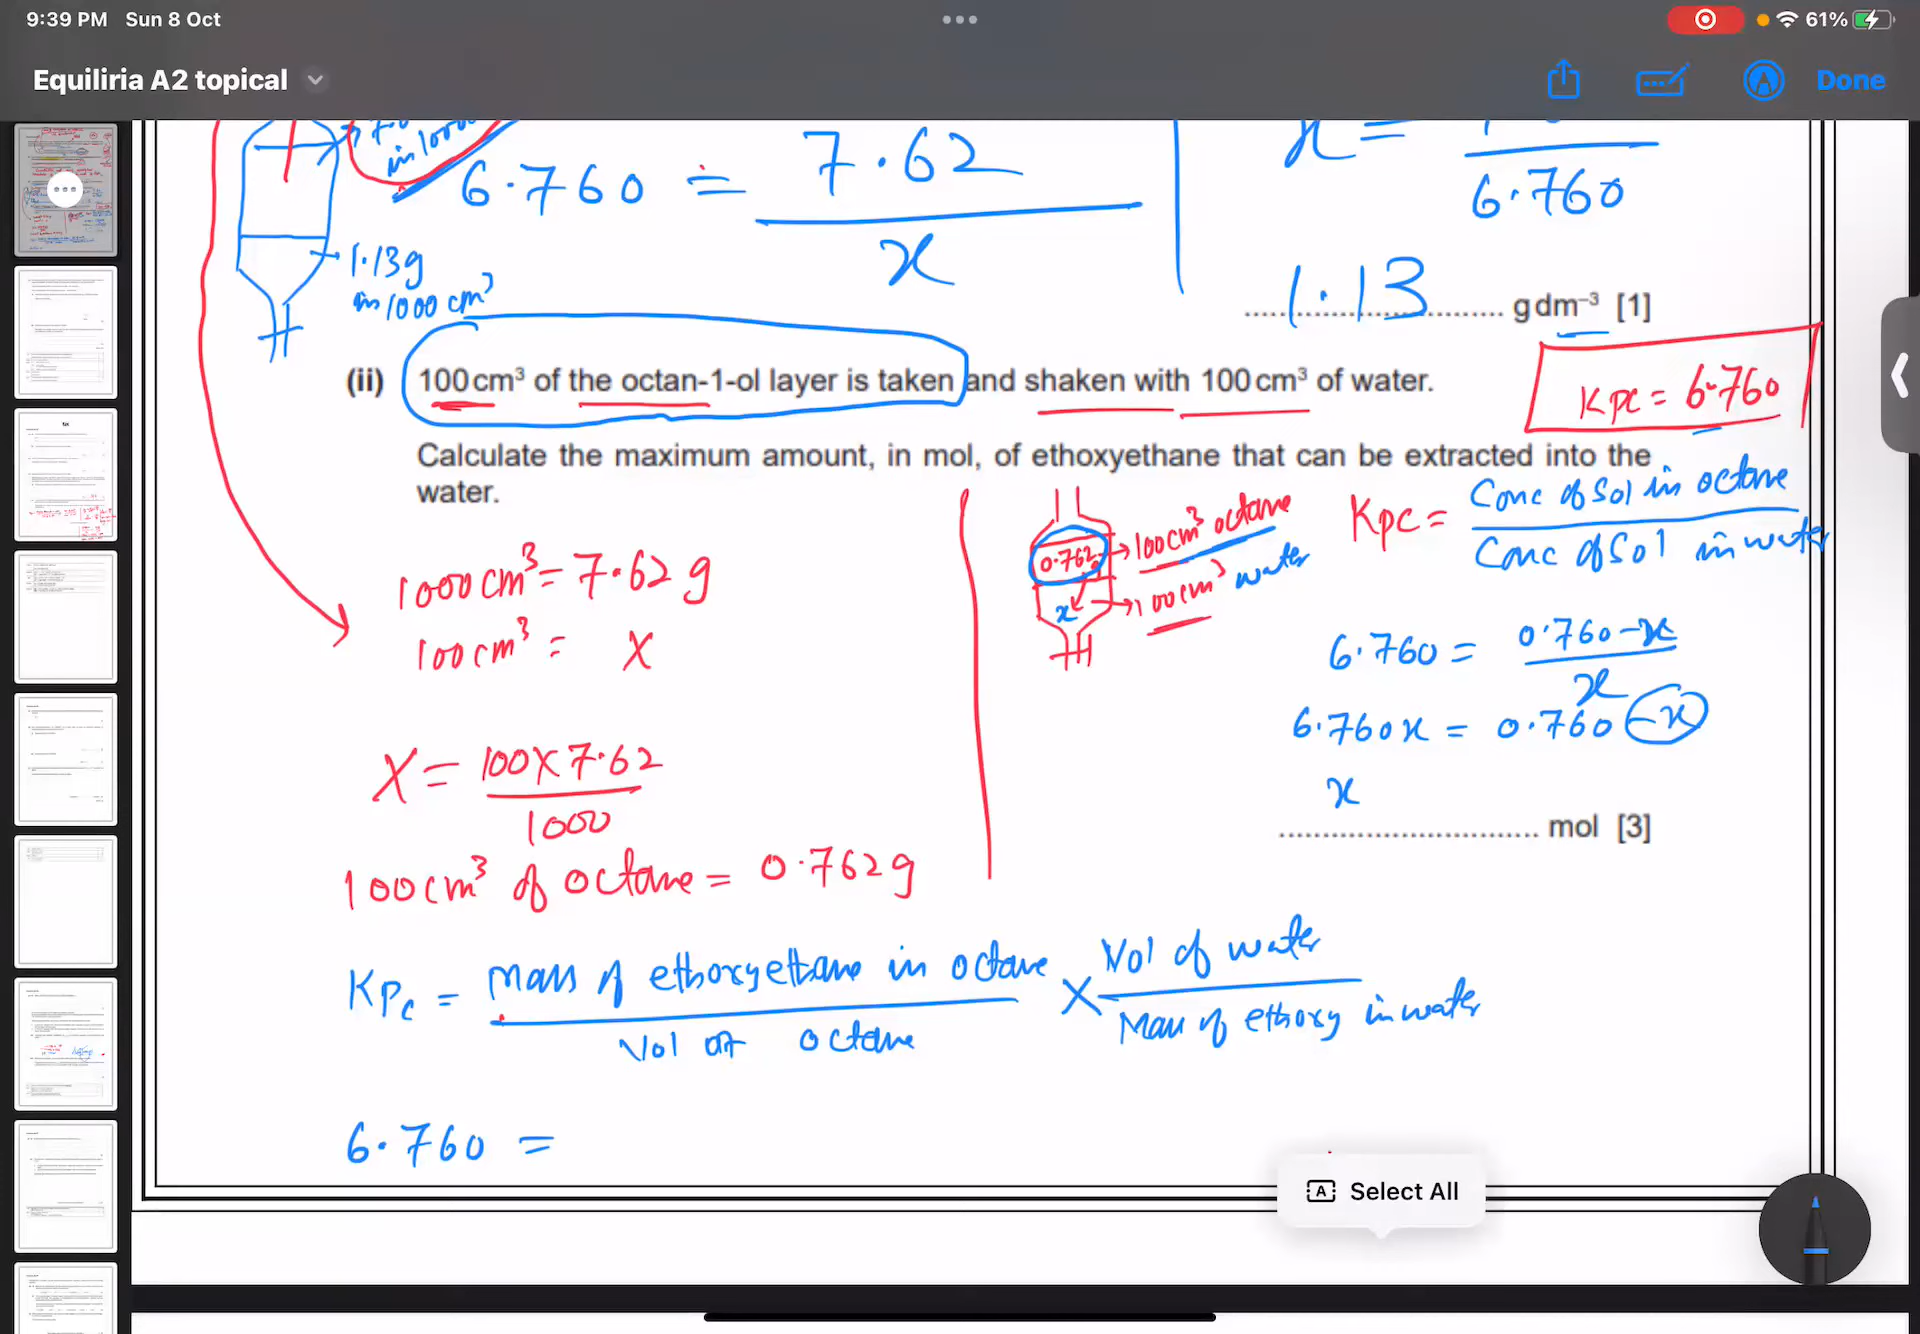 9:39 PM Sun 8 Oct
61%
Equiliria A2 topical
Done
in 1000
6.760 = 7.62 / x
x =
6.760
1.13g
in 1000 cm³
1.13 g dm⁻³ [1]
(ii) 100 cm³ of the octan-1-ol layer is taken and shaken with 100 cm³ of water.
Kpc = 6.760
Calculate the maximum amount, in mol, of ethoxyethane that can be extracted into the
water.
1000 cm³ = 7.62 g
100 cm³ = X
X = 100 X 7.62 / 1000
100 cm³ of octane = 0.762g
0.762g
100cm³ octane
x
100 cm³ water
Kpc = Conc of Sol in octane / Conc of Sol in water
6.760 = 0.760-x / x
6.760x = 0.760 -x
x
mol [3]
Kpc = Mass of ethoxyethane in octane / Vol of octane X Vol of water / Mass of ethoxy in water
6.760 =
Select All